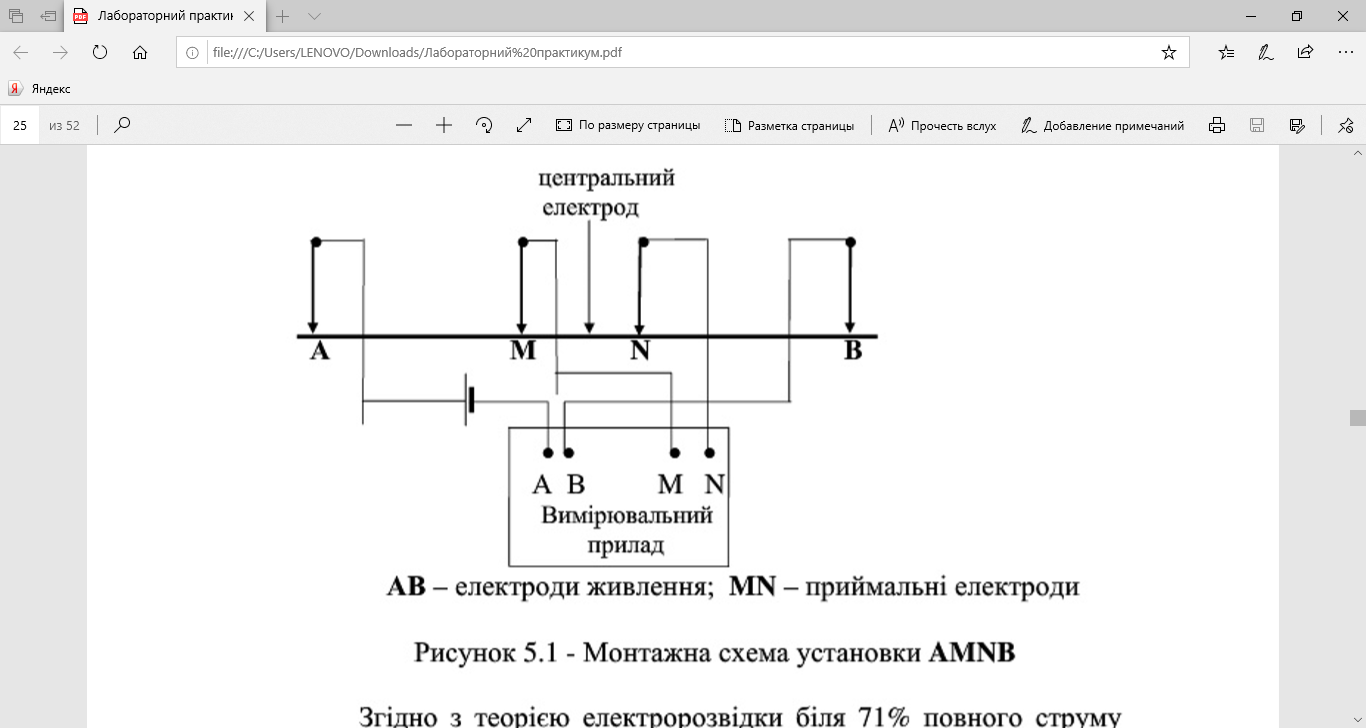 Лабораторний практик
file:///C:/Users/LENOVO/Downloads/Лабораторний%20практикум.pdf
Яндекс
25 из 52
По размеру страницы
Разметка страницы
Прочесть вслух
Добавление примечаний
центральний
електрод
A M N B
A B M N
Вимірювальний
прилад
AB – електроди живлення; MN – приймальні електроди
Рисунок 5.1 - Монтажна схема установки AMNB
Згідно з теорією електророзвідки біля 71% повного струму